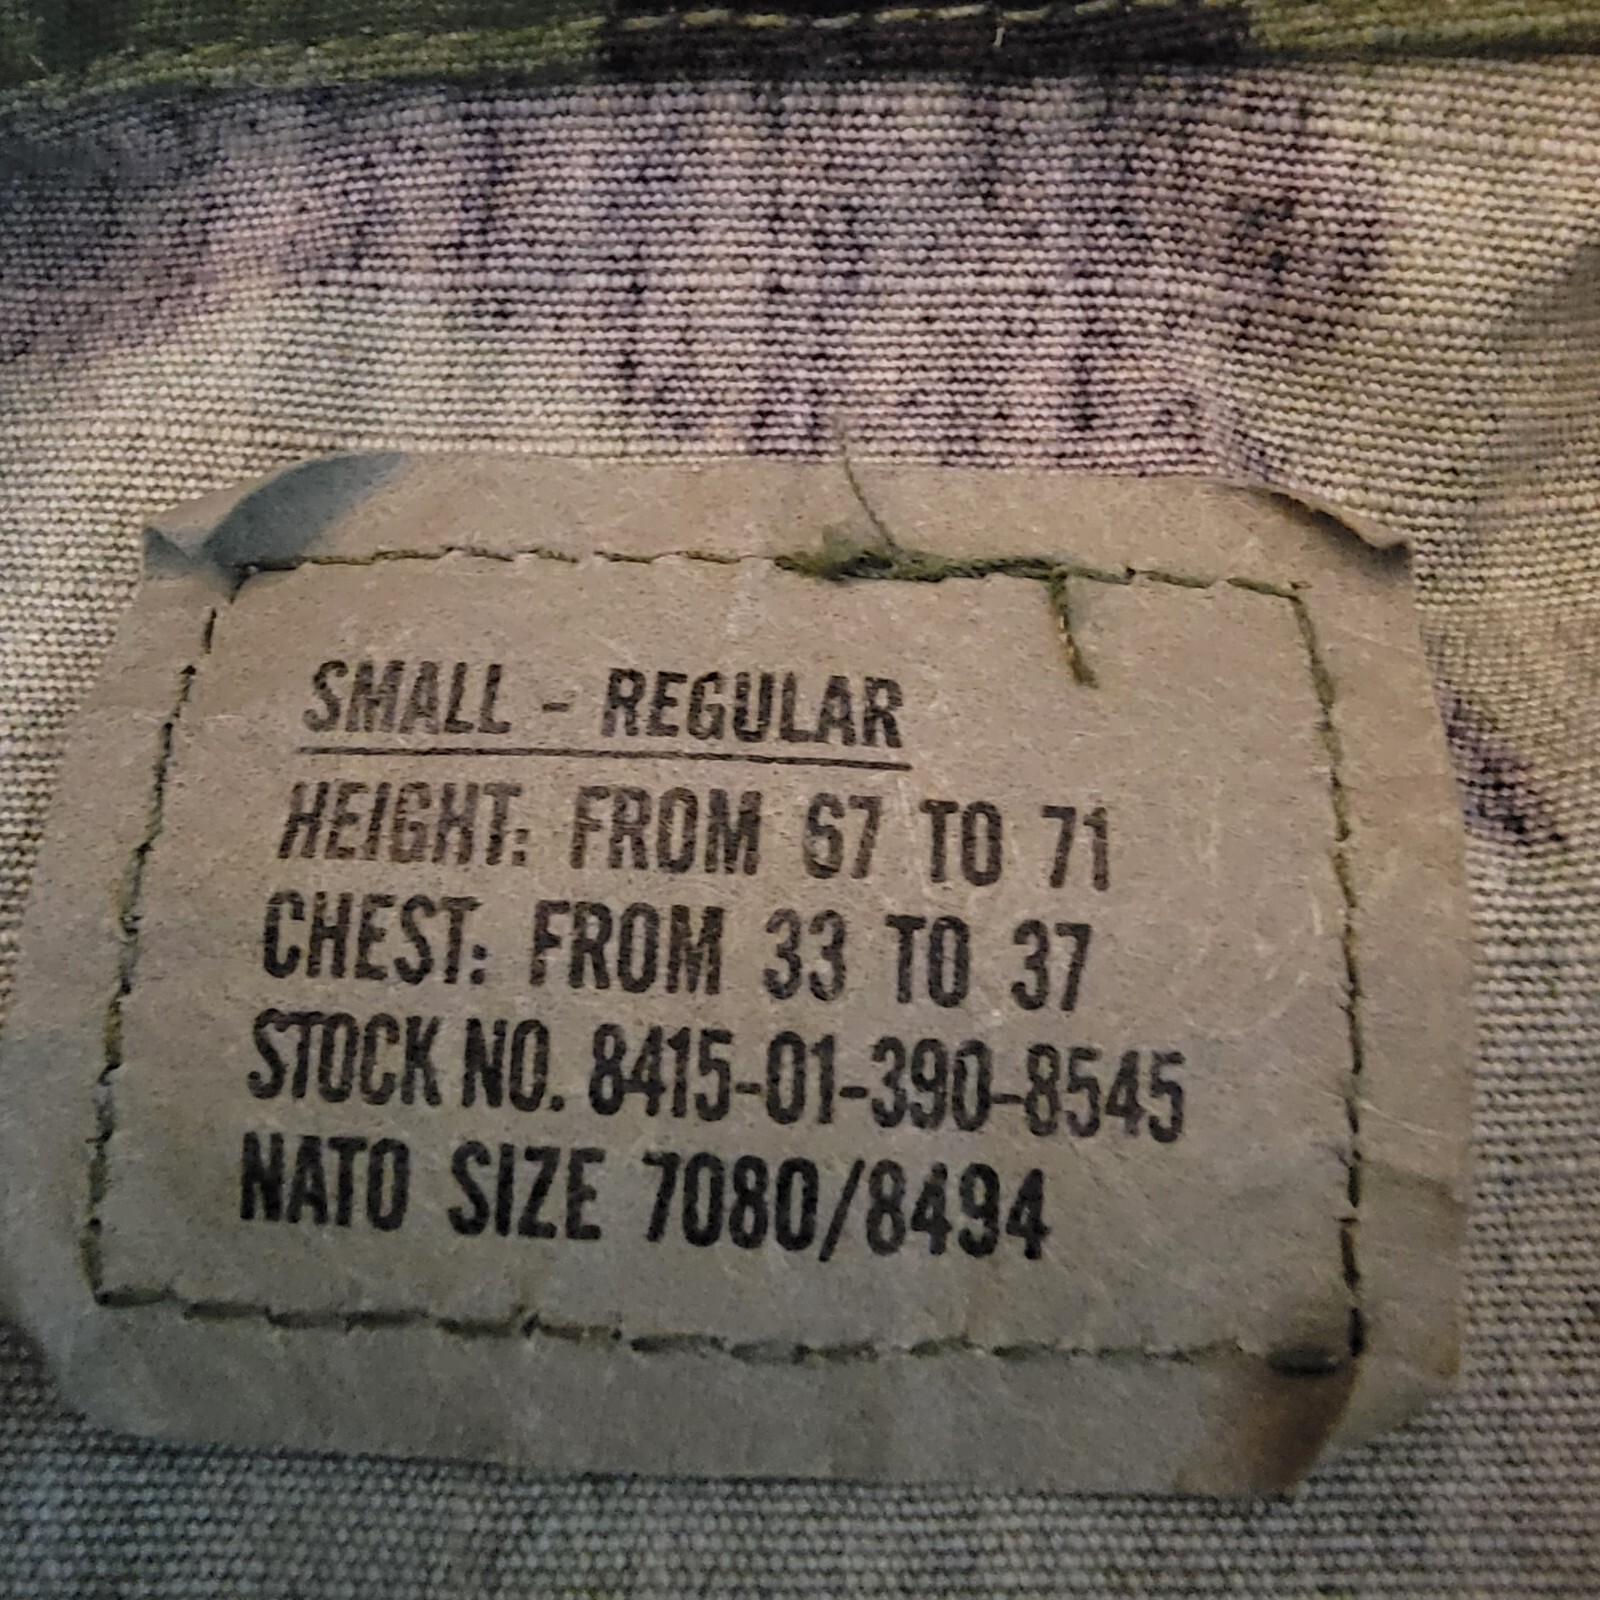 SMALL - REGULAR
HEIGHT: FROM 67 TO 71
CHEST: FROM 33 TO 37
STOCK NO. 8415-01-390-8545
NATO SIZE 7080/8494